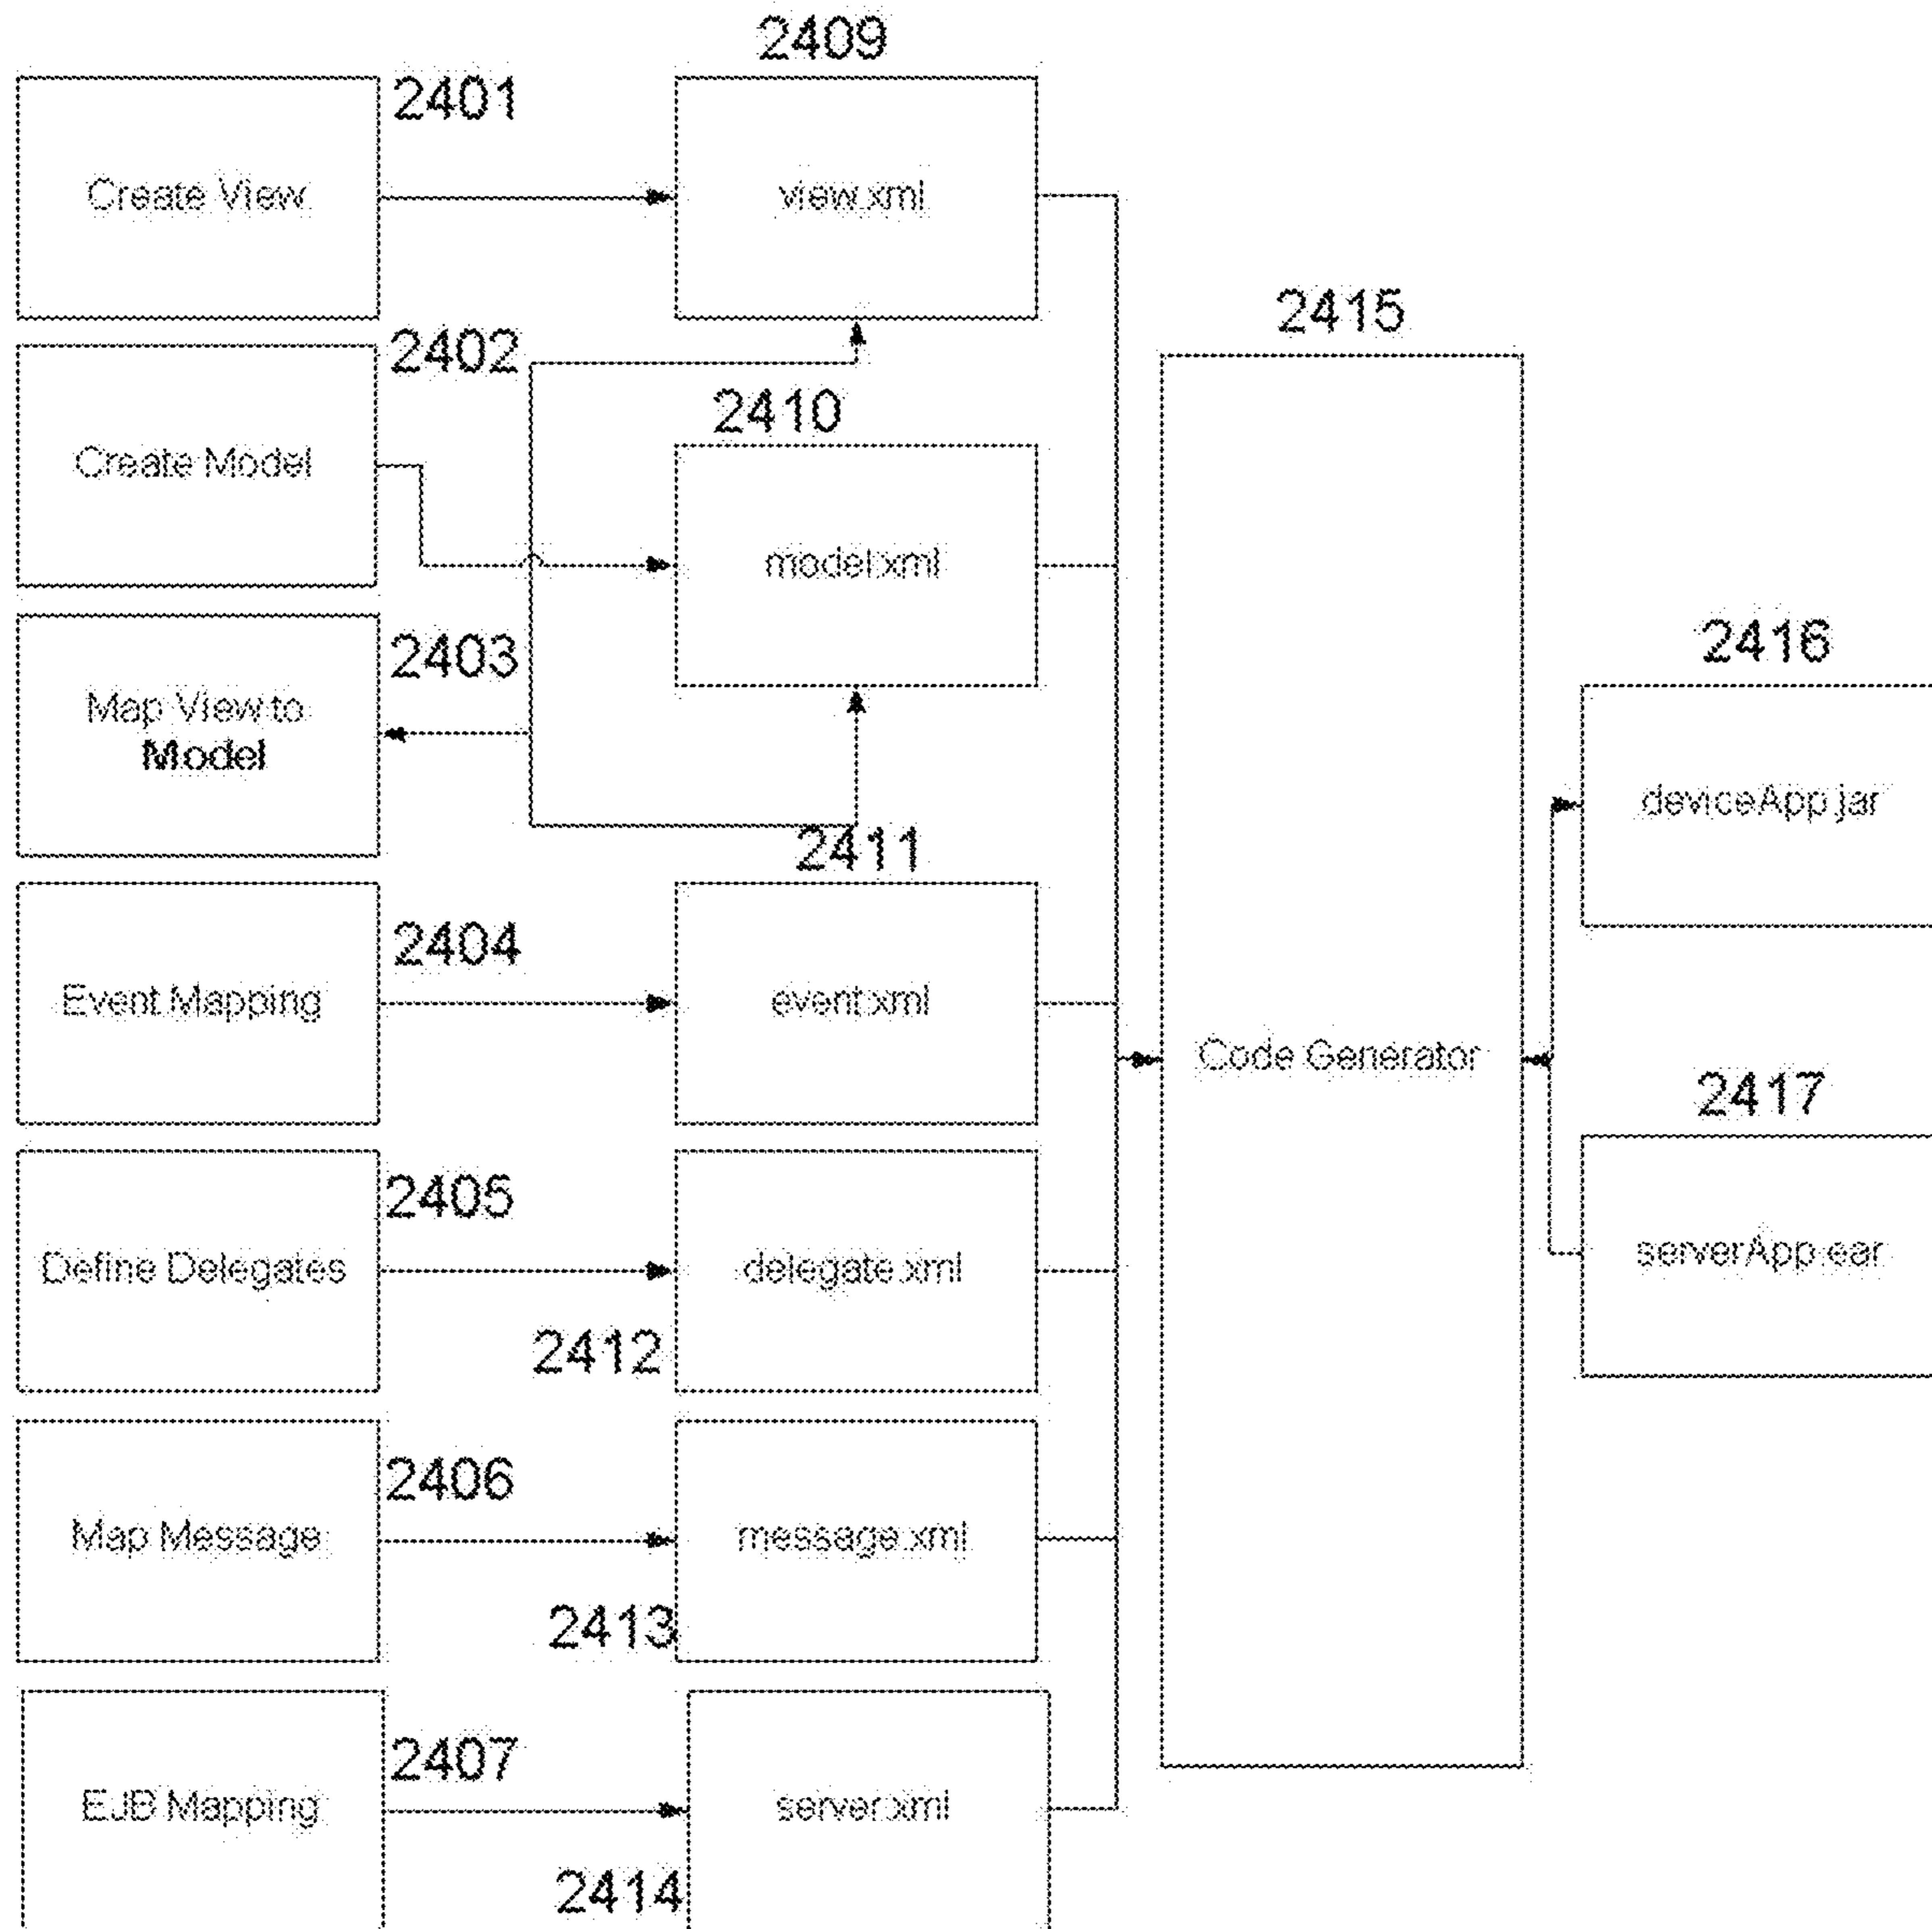 2409
2401
Create View
view.xml
2415
2402
2410
Create Model
model.xml
2416
2403
Map View to
Model
deviceApp.jar
2411
2404
Event Mapping
event.xml
Code Generator
2417
2405
Define Delegates
delegate.xml
serverApp.ear
2412
2406
Map Message
message.xml
2413
2407
EJB Mapping
server.xml
2414